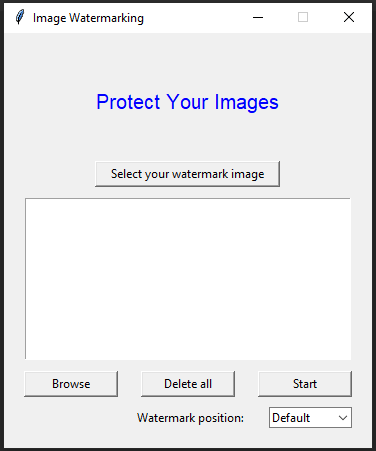 Image Watermarking
Protect Your Images
Select your watermark image
Browse Delete all Start
Watermark position: Default